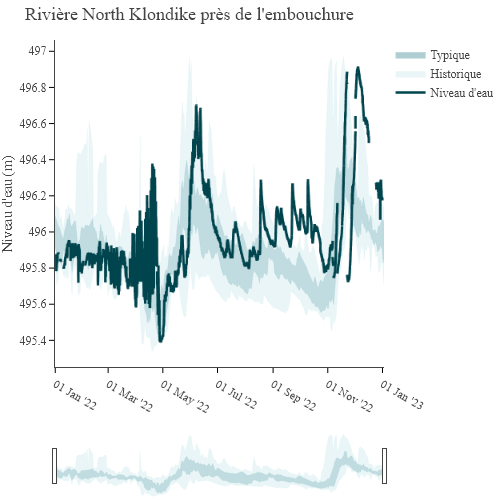 Rivière North Klondike près de l'embouchure
Typique
Historique
Niveau d'eau
Niveau d'eau (m)
497
496.8
496.6
496.4
496.2
496
495.8
495.6
495.4
01 Jan '22
01 Mar '22
01 May '22
01 Jul '22
01 Sep '22
01 Nov '22
01 Jan '23